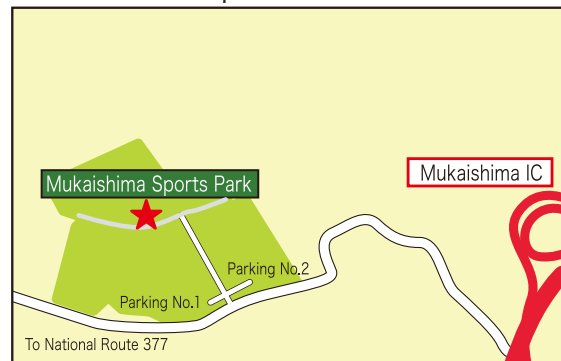 Mukaishima Sports Park
Mukaishima IC
Parking No.2
Parking No.1
To National Route 377